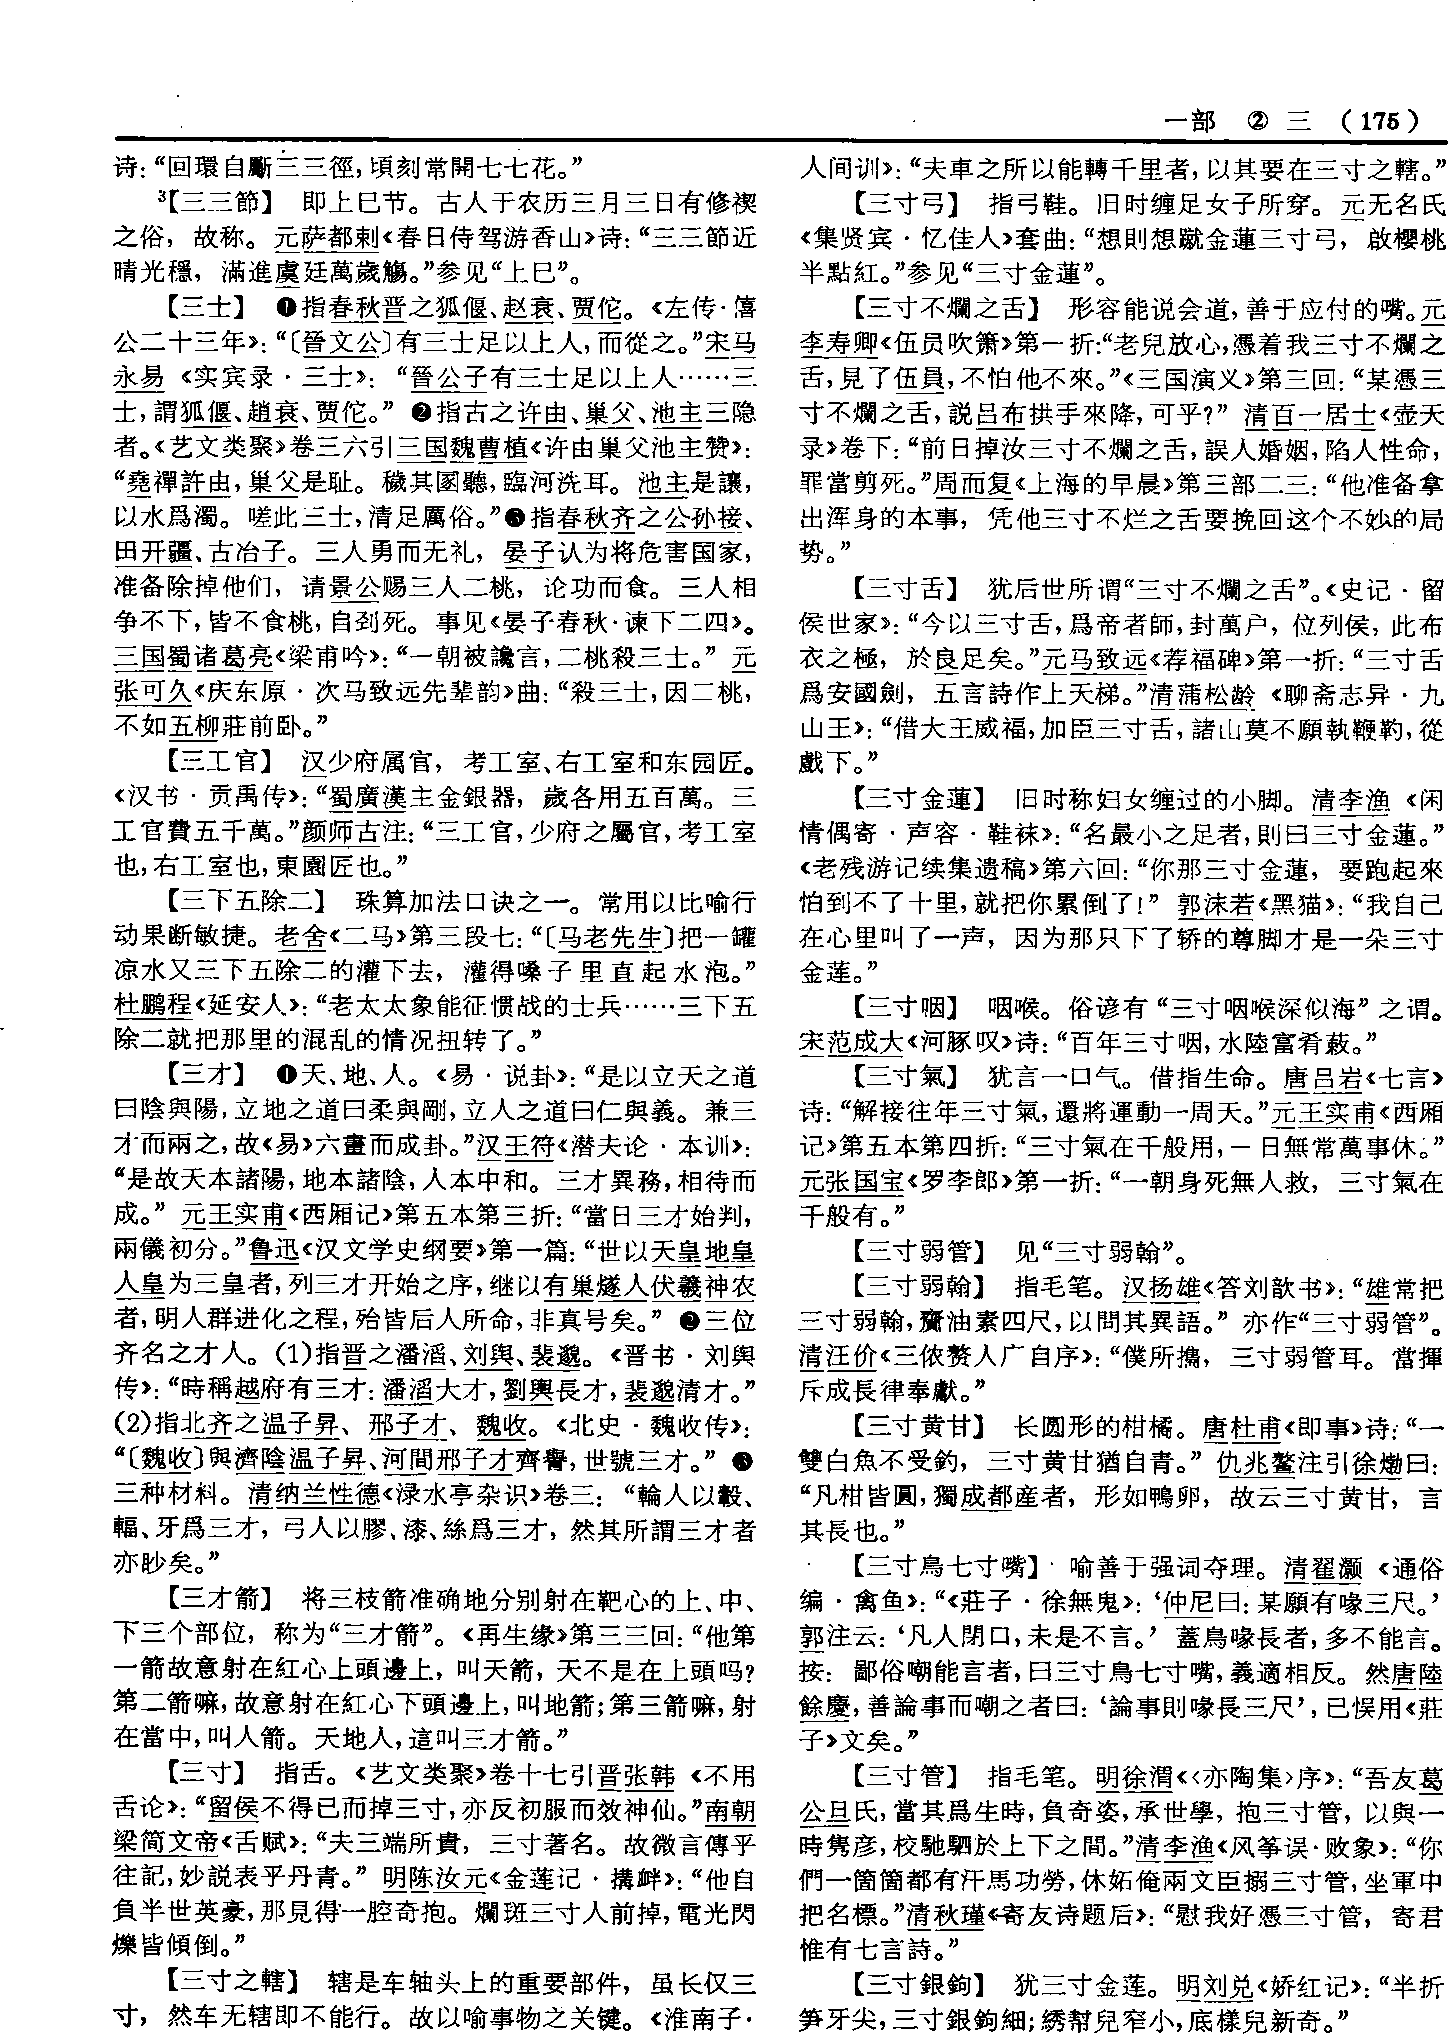 一部 ② 三 （175）
诗：“回環自斸三三徑，頃刻常開七七花。”
³【三三節】 即上巳节。古人于农历三月三日有修禊
之俗，故称。元萨都剌《春日侍驾游香山》诗：“三三節近
晴光穩，滿進虞廷萬歲觴。”参见“上巳”。
【三士】 ❶指春秋晋之狐偃、赵衰、贾佗。《左传·僖
公二十三年》：“〔晉文公〕有三士足以上人，而從之。”宋马
永易《实宾录·三士》：“晉公子有三士足以上人……三
士，謂狐偃、趙衰、贾佗。” ❷指古之许由、巢父、池主三隐
者。《艺文类聚》卷三六引三国魏曹植《许由巢父池主赞》：
“堯禪許由，巢父是耻。穢其溷聽，臨河洗耳。池主是讓，
以水爲濁。嗟此三士，清足厲俗。”❸指春秋齐之公孙接、
田开疆、古冶子。三人勇而无礼，晏子认为将危害国家，
准备除掉他们，请景公赐三人二桃，论功而食。三人相
争不下，皆不食桃，自刭死。事见《晏子春秋·谏下二四》。
三国蜀诸葛亮《梁甫吟》：“一朝被讒言，二桃殺三士。”元
张可久《庆东原·次马致远先辈韵》曲：“殺三士，因二桃，
不如五柳莊前卧。”
【三工官】 汉少府属官，考工室、右工室和东园匠。
《汉书·贡禹传》：“蜀廣漢主金銀器，歲各用五百萬。三
工官費五千萬。”颜师古注：“三工官，少府之屬官，考工室
也，右工室也，東園匠也。”
【三下五除二】 珠算加法口诀之一。常用以比喻行
动果断敏捷。老舍《二马》第三段七：“〔马老先生〕把一罐
凉水又三下五除二的灌下去，灌得嗓子里直起水泡。”
杜鹏程《延安人》：“老太太象能征惯战的士兵……三下五
除二就把那里的混乱的情况扭转了。”
【三才】 ❶天、地、人。《易·说卦》：“是以立天之道
曰陰與陽，立地之道曰柔與剛，立人之道曰仁與義。兼三
才而兩之，故《易》六畫而成卦。”汉王符《潜夫论·本训》：
“是故天本諸陽，地本諸陰，人本中和。三才異務，相待而
成。”元王实甫《西厢记》第五本第三折：“當日三才始判，
兩儀初分。”鲁迅《汉文学史纲要》第一篇：“世以天皇地皇
人皇为三皇者，列三才开始之序，继以有巢燧人伏羲神农
者，明人群进化之程，殆皆后人所命，非真号矣。” ❷三位
齐名之才人。(1)指晋之潘滔、刘舆、裴邈。《晋书·刘舆
传》：“時稱越府有三才：潘滔大才，劉輿長才，裴邈清才。”
(2)指北齐之温子昇、邢子才、魏收。《北史·魏收传》：
“〔魏收〕與濟陰温子昇、河間邢子才齊譽，世號三才。” ❸
三种材料。清纳兰性德《渌水亭杂识》卷三：“輪人以轂、
輻、牙爲三才，弓人以膠、漆、絲爲三才，然其所謂三才者
亦眇矣。”
【三才箭】 将三枝箭准确地分别射在靶心的上、中、
下三个部位，称为“三才箭”。《再生缘》第三三回：“他第
一箭故意射在紅心上頭邊上，叫天箭，天不是在上頭吗？
第二箭嘛，故意射在紅心下頭邊上，叫地箭；第三箭嘛，射
在當中，叫人箭。天地人，這叫三才箭。”
【三寸】 指舌。《艺文类聚》卷十七引晋张韩《不用
舌论》：“留侯不得已而掉三寸，亦反初服而效神仙。”南朝
梁简文帝《舌赋》：“夫三端所貴，三寸著名。故微言傳乎
往記，妙説表乎丹青。”明陈汝元《金莲记·搆衅》：“他自
負半世英豪，那見得一腔奇抱。爛斑三寸人前掉，電光閃
爍皆傾倒。”
【三寸之辖】 辖是车轴头上的重要部件，虽长仅三
寸，然车无辖即不能行。故以喻事物之关键。《淮南子·
人间训》：“夫車之所以能轉千里者，以其要在三寸之轄。”
【三寸弓】 指弓鞋。旧时缠足女子所穿。元无名氏
《集贤宾·忆佳人》套曲：“想則想蹴金蓮三寸弓，啟櫻桃
半點紅。”参见“三寸金蓮”。
【三寸不爛之舌】 形容能说会道，善于应付的嘴。元
李寿卿《伍员吹箫》第一折：“老兒放心，憑着我三寸不爛之
舌，見了伍員，不怕他不來。”《三国演义》第三回：“某憑三
寸不爛之舌，説吕布拱手來降，可乎？”清百一居士《壶天
录》卷下：“前日掉汝三寸不爛之舌，誤人婚姻，陷人性命，
罪當剪死。”周而复《上海的早晨》第三部二三：“他准备拿
出浑身的本事，凭他三寸不烂之舌要挽回这个不妙的局
势。”
【三寸舌】 犹后世所谓“三寸不爛之舌”。《史记·留
侯世家》：“今以三寸舌，爲帝者師，封萬户，位列侯，此布
衣之極，於良足矣。”元马致远《荐福碑》第一折：“三寸舌
爲安國劍，五言詩作上天梯。”清蒲松龄《聊斋志异·九
山王》：“借大王威福，加臣三寸舌，諸山莫不願執鞭靮，從
戲下。”
【三寸金蓮】 旧时称妇女缠过的小脚。清李渔《闲
情偶寄·声容·鞋袜》：“名最小之足者，則曰三寸金蓮。”
《老残游记续集遗稿》第六回：“你那三寸金蓮，要跑起來
怕到不了十里，就把你累倒了！”郭沫若《黑猫》：“我自己
在心里叫了一声，因为那只下了轿的尊脚才是一朵三寸
金莲。”
【三寸咽】 咽喉。俗谚有“三寸咽喉深似海”之谓。
宋范成大《河豚叹》诗：“百年三寸咽，水陸富肴蔌。”
【三寸氣】 犹言一口气。借指生命。唐吕岩《七言》
诗：“解接往年三寸氣，還將運動一周天。”元王实甫《西厢
记》第五本第四折：“三寸氣在千般用，一日無常萬事休。”
元张国宝《罗李郎》第一折：“一朝身死無人救，三寸氣在
千般有。”
【三寸弱管】 见“三寸弱翰”。
【三寸弱翰】 指毛笔。汉扬雄《答刘歆书》：“雄常把
三寸弱翰，齎油素四尺，以問其異語。”亦作“三寸弱管”。
清汪价《三侬赘人广自序》：“僕所搊，三寸弱管耳。當揮
斥成長律奉獻。”
【三寸黄甘】 长圆形的柑橘。唐杜甫《即事》诗：“一
雙白魚不受釣，三寸黄甘猶自青。”仇兆鳌注引徐𤊹曰：
“凡柑皆圓，獨成都産者，形如鴨卵，故云三寸黄甘，言
其長也。”
【三寸鳥七寸嘴】 喻善于强词夺理。清翟灏《通俗
编·禽鱼》：“《莊子·徐無鬼》：‘仲尼曰：某願有喙三尺。’
郭注云：‘凡人閉口，未是不言。’蓋鳥喙長者，多不能言。
按：鄙俗嘲能言者，曰三寸鳥七寸嘴，義適相反。然唐陸
餘慶，善論事而嘲之者曰：‘論事則喙長三尺’，已悮用《莊
子》文矣。”
【三寸管】 指毛笔。明徐渭《〈亦陶集〉序》：“吾友葛
公旦氏，當其爲生時，負奇姿，承世學，抱三寸管，以與一
時雋彦，校馳騁於上下之間。”清李渔《风筝误·败象》：“你
們一箇箇都有汗馬功勞，休妬俺兩文臣搦三寸管，坐軍中
把名標。”清秋瑾《寄友诗题后》：“慰我好憑三寸管，寄君
惟有七言詩。”
【三寸銀鉤】 犹三寸金莲。明刘兑《娇红记》：“半折
笋牙尖，三寸銀鉤細；綉幫兒窄小，底樣兒新奇。”